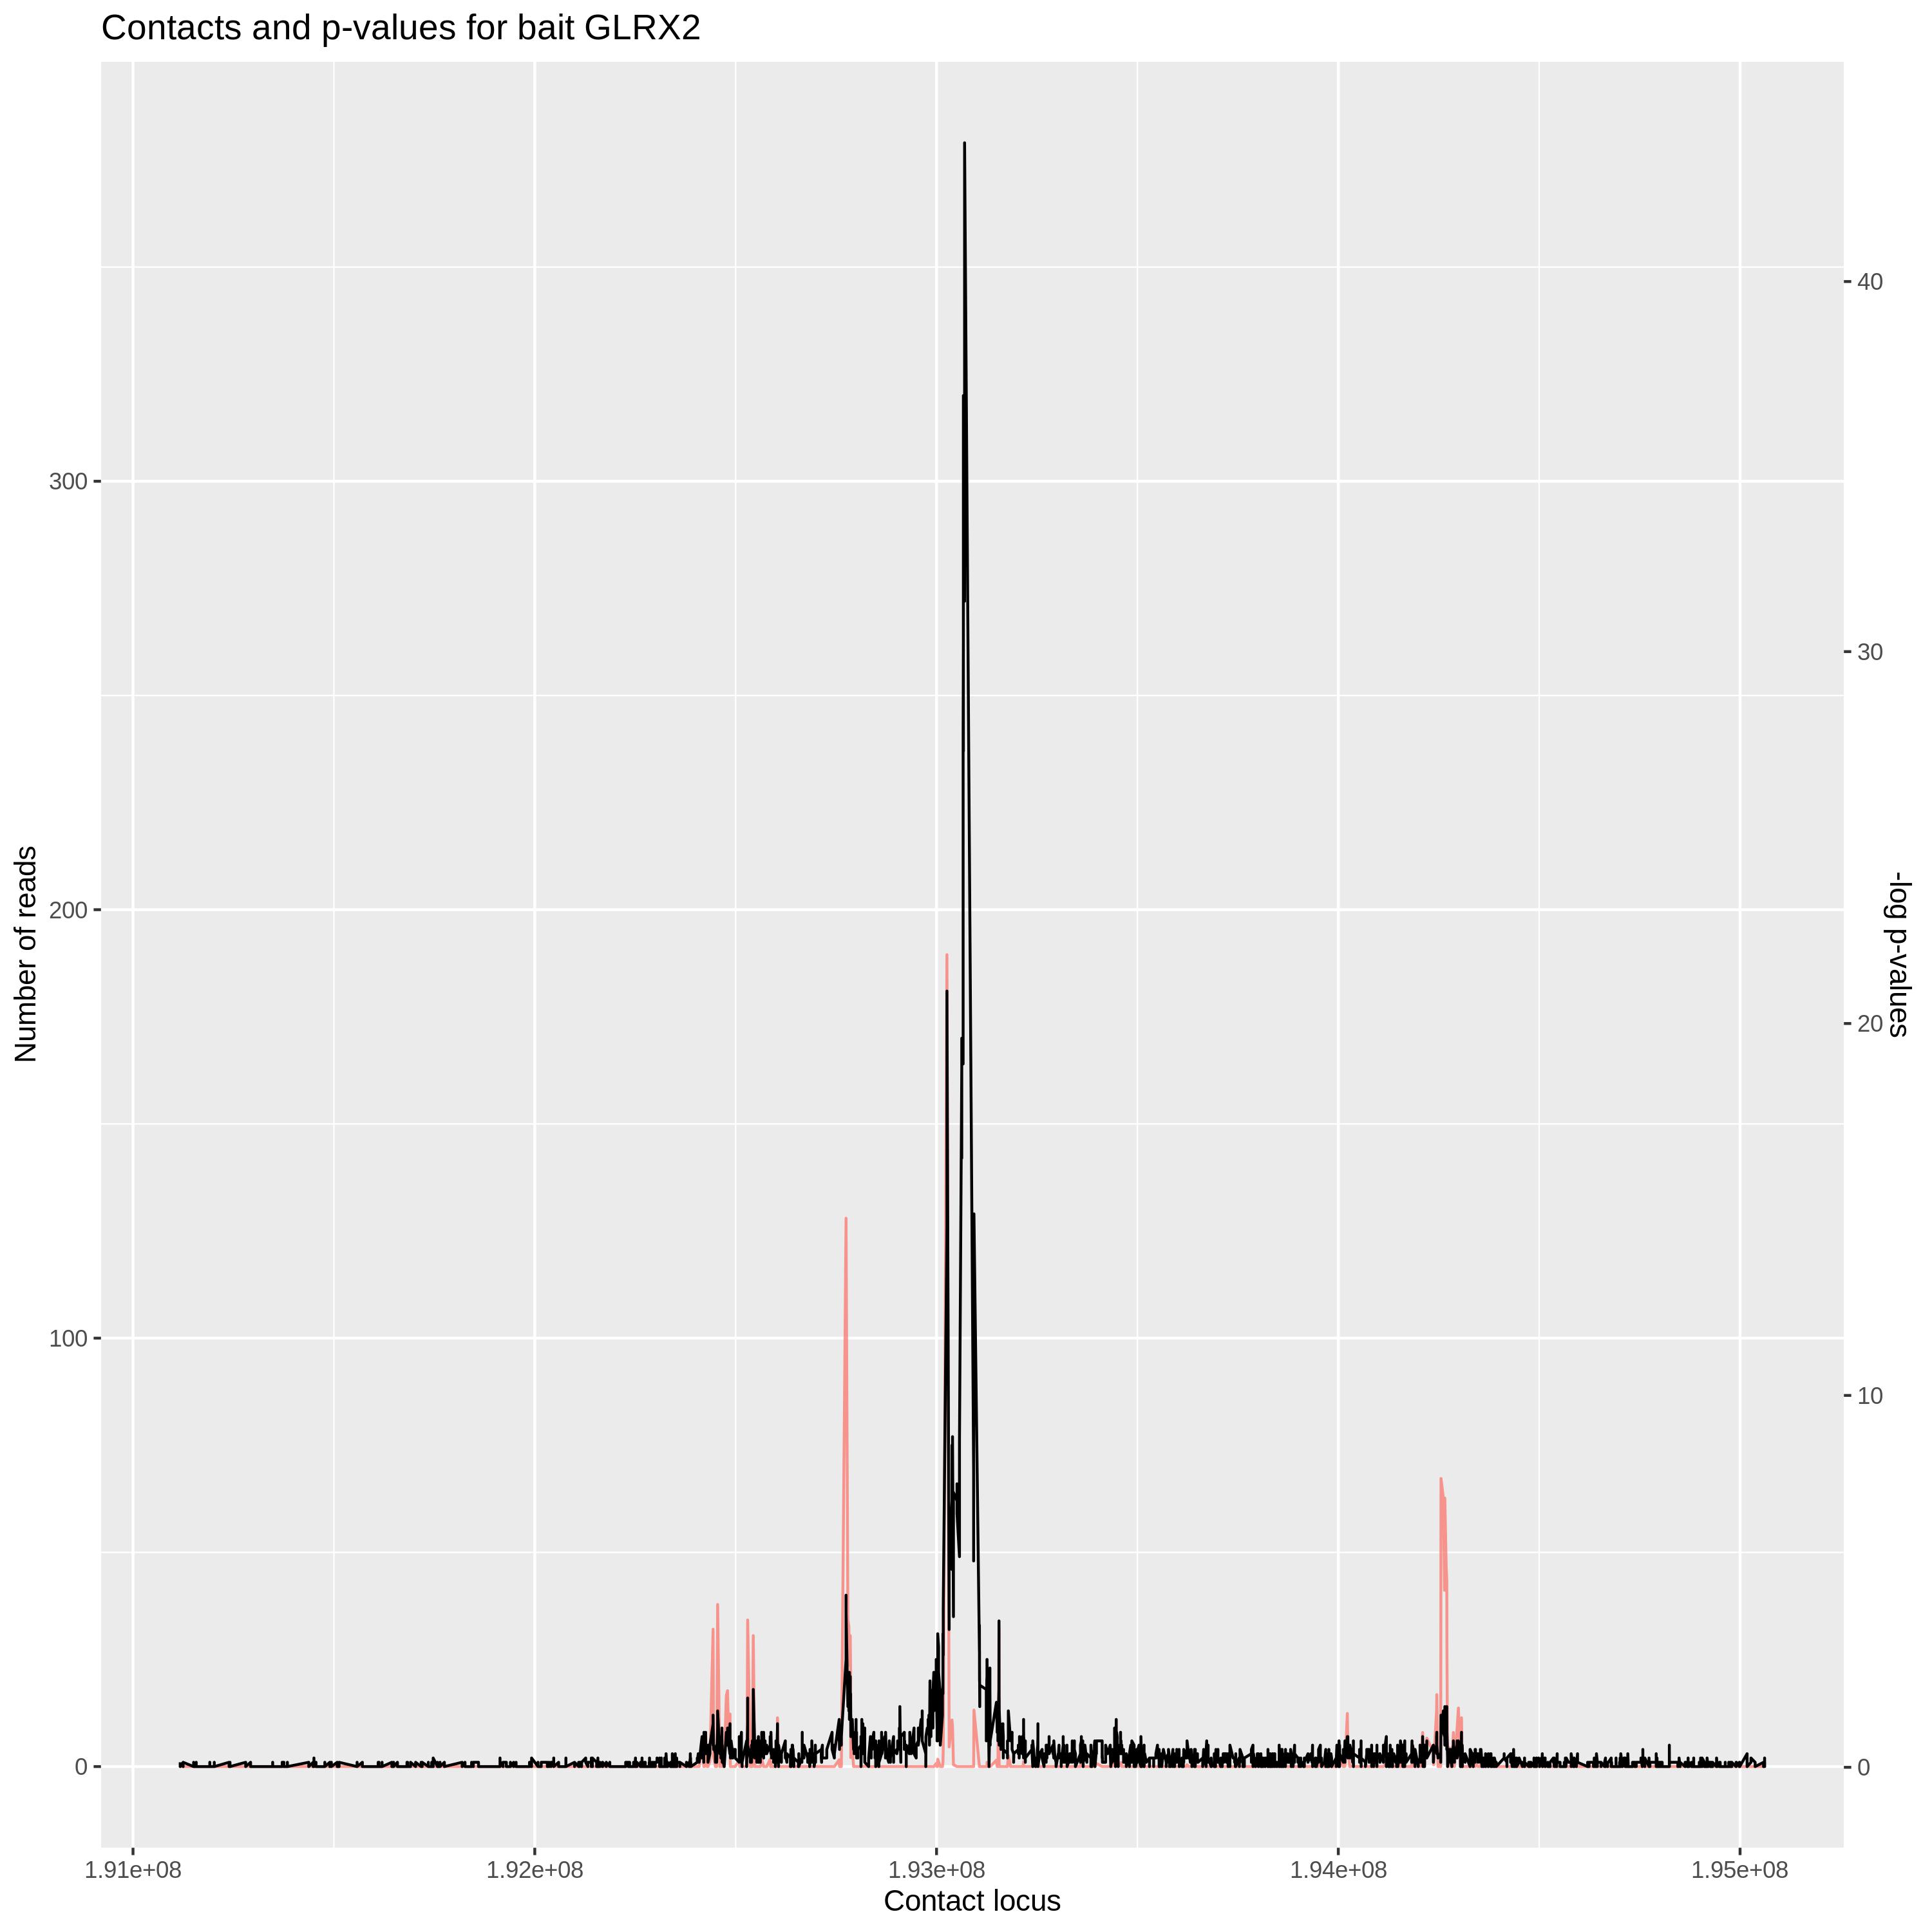 Contacts and p-values for bait GLRX2
Number of reads
300
200
100
0
40
30
20
10
0
-log p-values
1.91e+08
1.92e+08
1.93e+08
1.94e+08
1.95e+08
Contact locus